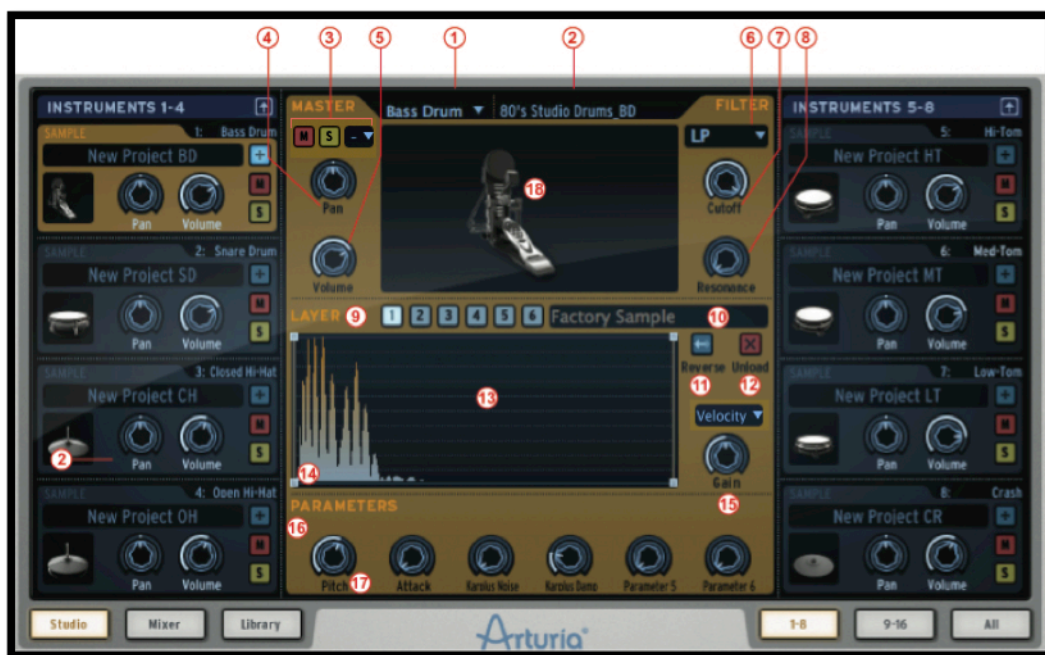 4 3 5 1 2 6 7 8
INSTRUMENTS 1-4
MASTER
Bass Drum
80's Studio Drums_BD
FILTER
INSTRUMENTS 5-8
SAMPLE
1: Bass Drum
New Project BD
+
M
S
Pan
Volume
SAMPLE
2: Snare Drum
New Project SD
+
M
S
Pan
Volume
SAMPLE
3: Closed Hi-Hat
New Project CH
+
M
S
2
Pan
Volume
SAMPLE
4: Open Hi-Hat
New Project OH
+
M
S
Pan
Volume
M S -
Pan
Volume
18
LP
Cutoff
Resonance
LAYER 9 1 2 3 4 5 6 Factory Sample 10
13
14
Reverse Unload
11 12
Velocity
Gain
15
PARAMETERS
16
Pitch 17 Attack Karplus Noise Karplus Damp Parameter 5 Parameter 6
SAMPLE
5: Hi-Tom
New Project HT
+
M
S
Pan
Volume
SAMPLE
6: Med-Tom
New Project MT
+
M
S
Pan
Volume
SAMPLE
7: Low-Tom
New Project LT
+
M
S
Pan
Volume
SAMPLE
8: Crash
New Project CR
+
M
S
Pan
Volume
Studio Mixer Library Arturia® 1-8 9-16 All